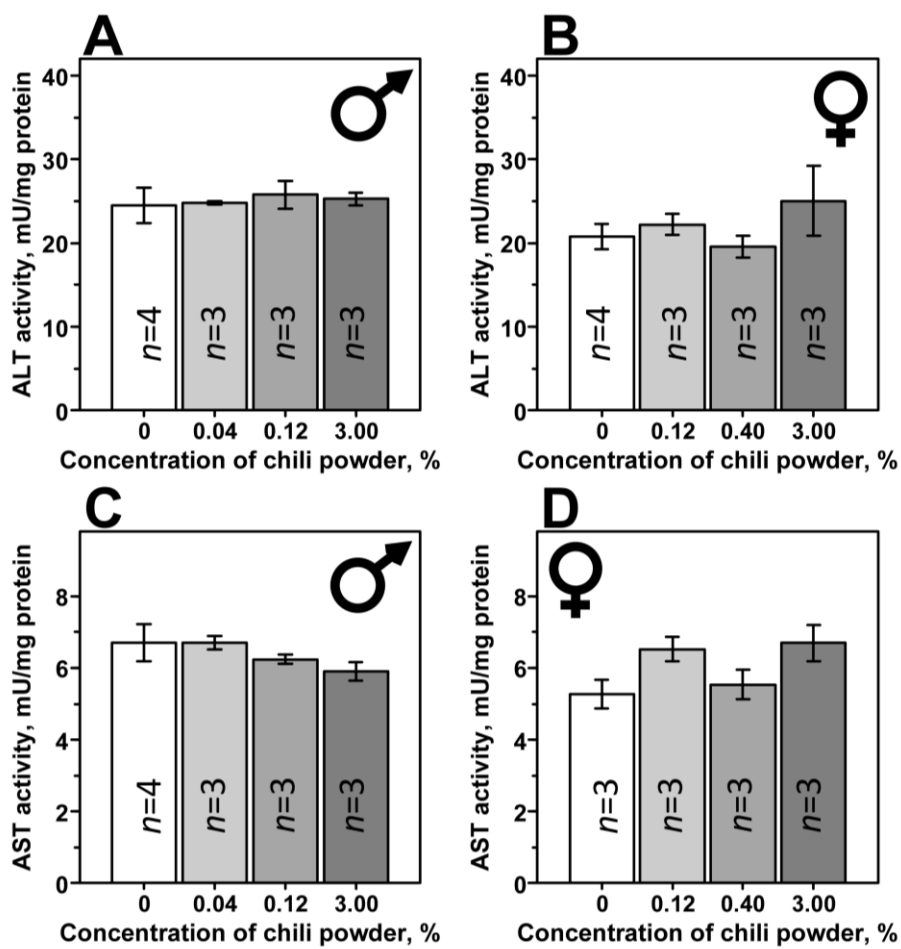 A
ALT activity, mU/mg protein
40
30
20
10
0
n=4
n=3
n=3
n=3
0 0.04 0.12 3.00
Concentration of chili powder, %
B
ALT activity, mU/mg protein
40
30
20
10
0
n=4
n=3
n=3
n=3
0 0.12 0.40 3.00
Concentration of chili powder, %
C
AST activity, mU/mg protein
8
6
4
2
0
n=4
n=3
n=3
n=3
0 0.04 0.12 3.00
Concentration of chili powder, %
D
AST activity, mU/mg protein
8
6
4
2
0
n=3
n=3
n=3
n=3
0 0.12 0.40 3.00
Concentration of chili powder, %